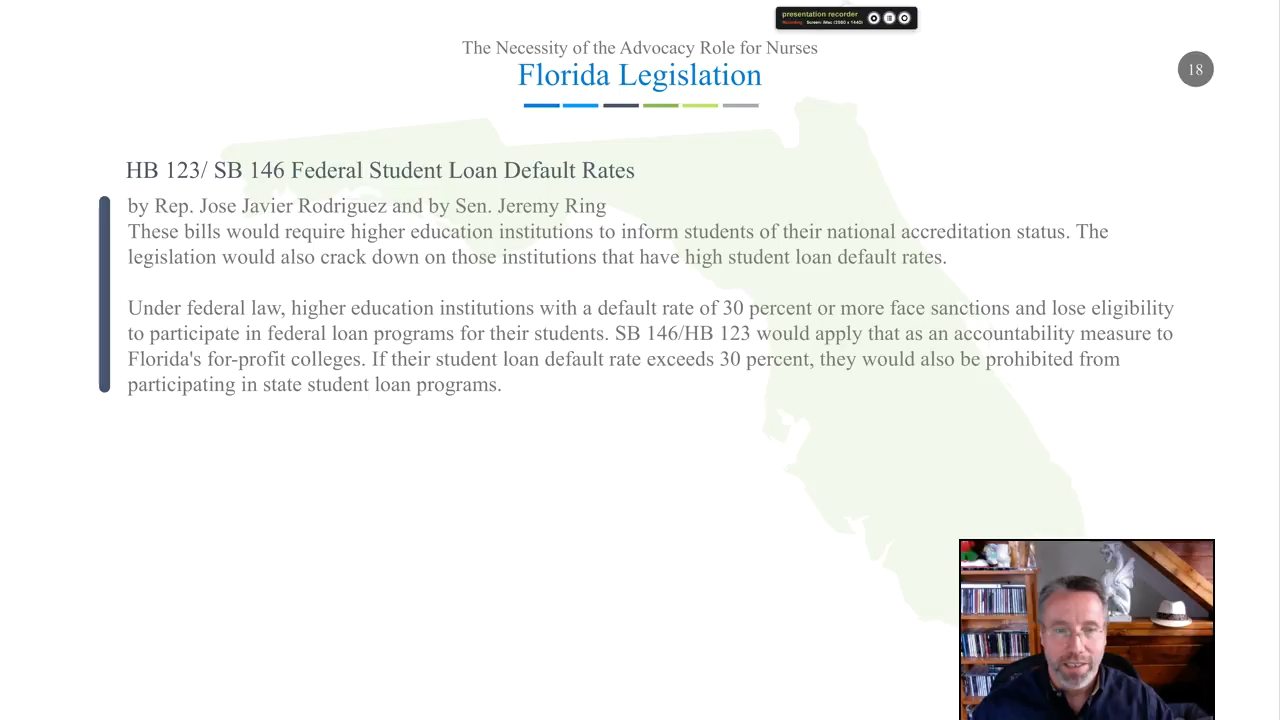 presentation recorder
Recording: Screen: iMac (2560 x 1440)
The Necessity of the Advocacy Role for Nurses
Florida Legislation
18
HB 123/ SB 146 Federal Student Loan Default Rates
by Rep. Jose Javier Rodriguez and by Sen. Jeremy Ring
These bills would require higher education institutions to inform students of their national accreditation status. The
legislation would also crack down on those institutions that have high student loan default rates.
Under federal law, higher education institutions with a default rate of 30 percent or more face sanctions and lose eligibility
to participate in federal loan programs for their students. SB 146/HB 123 would apply that as an accountability measure to
Florida's for-profit colleges. If their student loan default rate exceeds 30 percent, they would also be prohibited from
participating in state student loan programs.